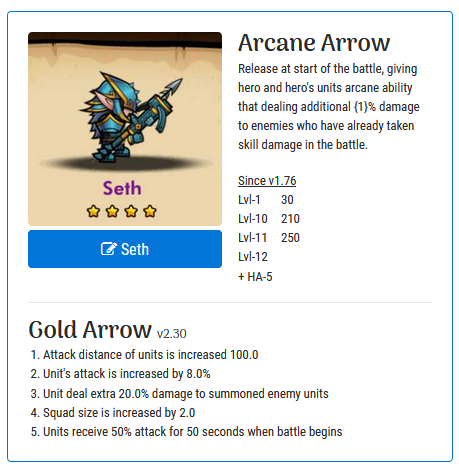 Seth
Seth
Arcane Arrow
Release at start of the battle, giving
hero and hero's units arcane ability
that dealing additional {1}% damage
to enemies who have already taken
skill damage in the battle.
Since v1.76
Lvl-1 30
Lvl-10 210
Lvl-11 250
Lvl-12
+ HA-5
Gold Arrow v2.30
1. Attack distance of units is increased 100.0
2. Unit's attack is increased by 8.0%
3. Unit deal extra 20.0% damage to summoned enemy units
4. Squad size is increased by 2.0
5. Units receive 50% attack for 50 seconds when battle begins